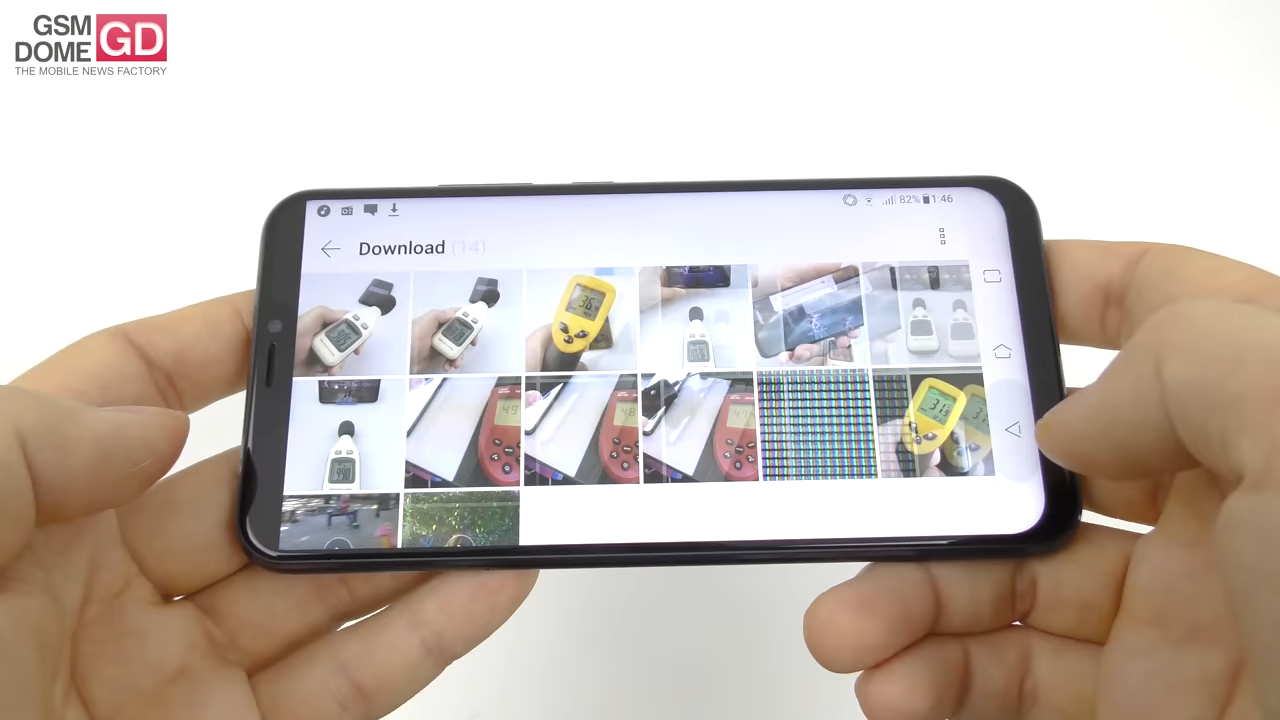 GSM
DOME GD
THE MOBILE NEWS FACTORY
82% 1:46
Download (14)